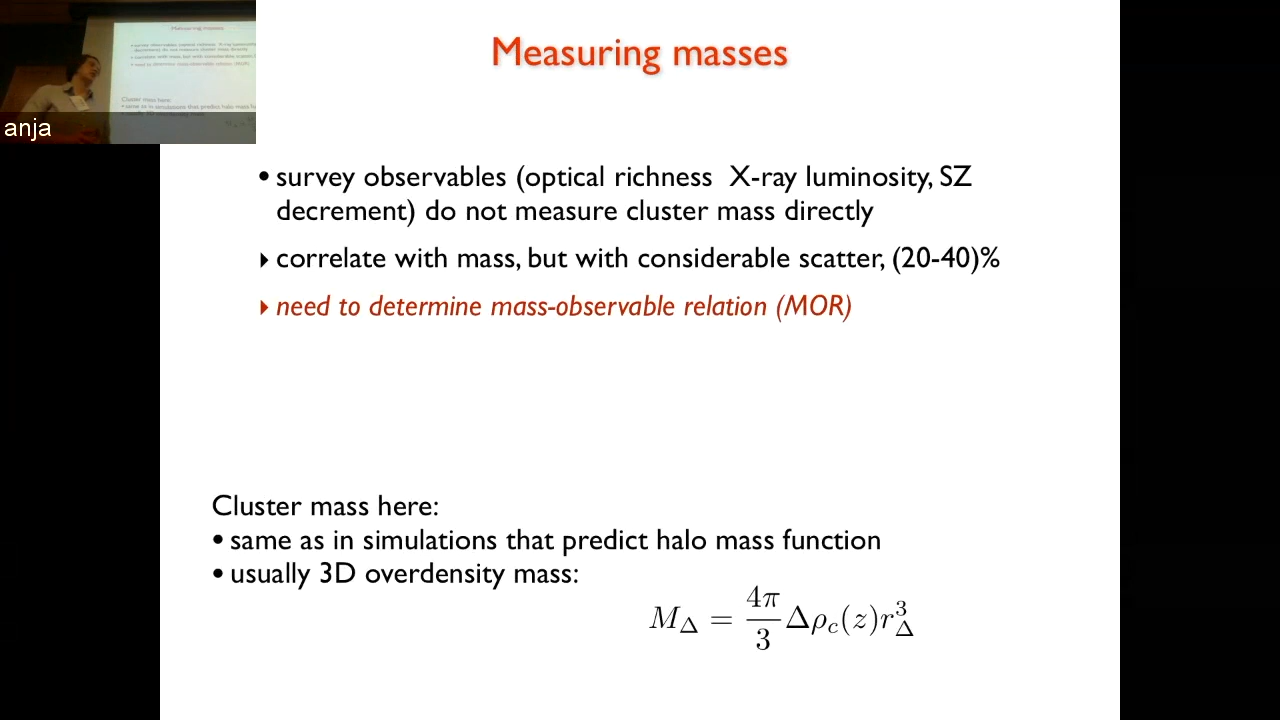 Measuring masses
anja
• survey observables (optical richness X-ray luminosity, SZ
decrement) do not measure cluster mass directly
▸ correlate with mass, but with considerable scatter, (20-40)%
▸ need to determine mass-observable relation (MOR)
Cluster mass here:
• same as in simulations that predict halo mass function
• usually 3D overdensity mass:
M_Δ = 4π/3 Δρ_c(z)r_Δ^3